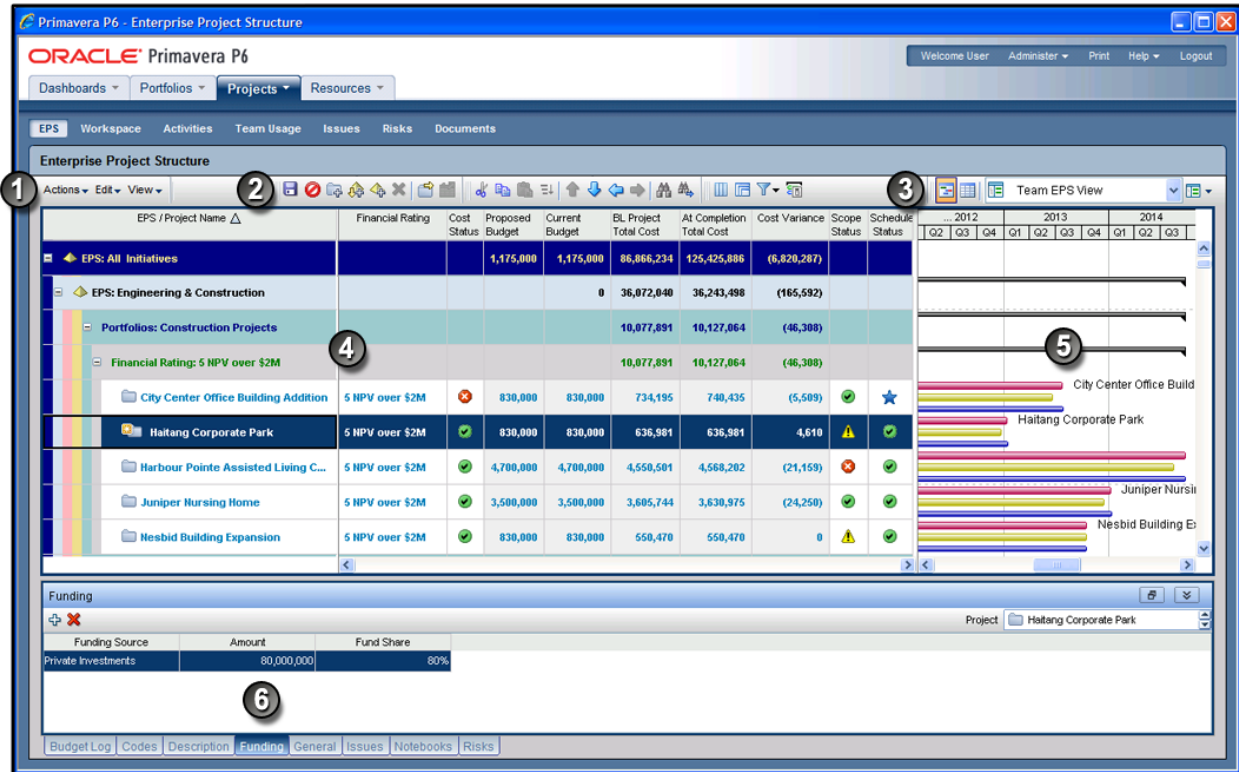 Primavera P6 - Enterprise Project Structure
ORACLE Primavera P6
Welcome User Administer Print Help Logout
Dashboards Portfolios Projects Resources
EPS Workspace Activities Team Usage Issues Risks Documents
Enterprise Project Structure
1 Actions Edit View 2 3 Team EPS View
EPS / Project Name Financial Rating Cost Status Proposed Budget Current Budget BL Project Total Cost At Completion Total Cost Cost Variance Scope Status Schedule Status ... 2012 2013 2014
Q2 Q3 Q4 Q1 Q2 Q3 Q4 Q1 Q2 Q3
EPS: All Initiatives 1,175,000 1,175,000 86,866,234 125,425,886 (6,820,287)
EPS: Engineering & Construction 0 36,072,040 36,243,498 (165,592)
Portfolios: Construction Projects 10,077,891 10,127,064 (46,308)
4 5
Financial Rating: 5 NPV over $2M 10,077,891 10,127,064 (46,308)
City Center Office Building Addition 5 NPV over $2M 830,000 830,000 734,195 740,435 (5,509) City Center Office Build
Haitang Corporate Park 5 NPV over $2M 830,000 830,000 636,981 636,981 4,610 Haitang Corporate Park
Harbour Pointe Assisted Living C... 5 NPV over $2M 4,700,000 4,700,000 4,550,501 4,568,202 (21,159)
Juniper Nursing Home 5 NPV over $2M 3,500,000 3,500,000 3,605,744 3,630,975 (24,250) Juniper Nursi
Nesbid Building Expansion 5 NPV over $2M 830,000 830,000 550,470 550,470 0 Nesbid Building Ex
Funding
Project Haitang Corporate Park
Funding Source Amount Fund Share
Private Investments 80,000,000 80%
6
Budget Log Codes Description Funding General Issues Notebooks Risks